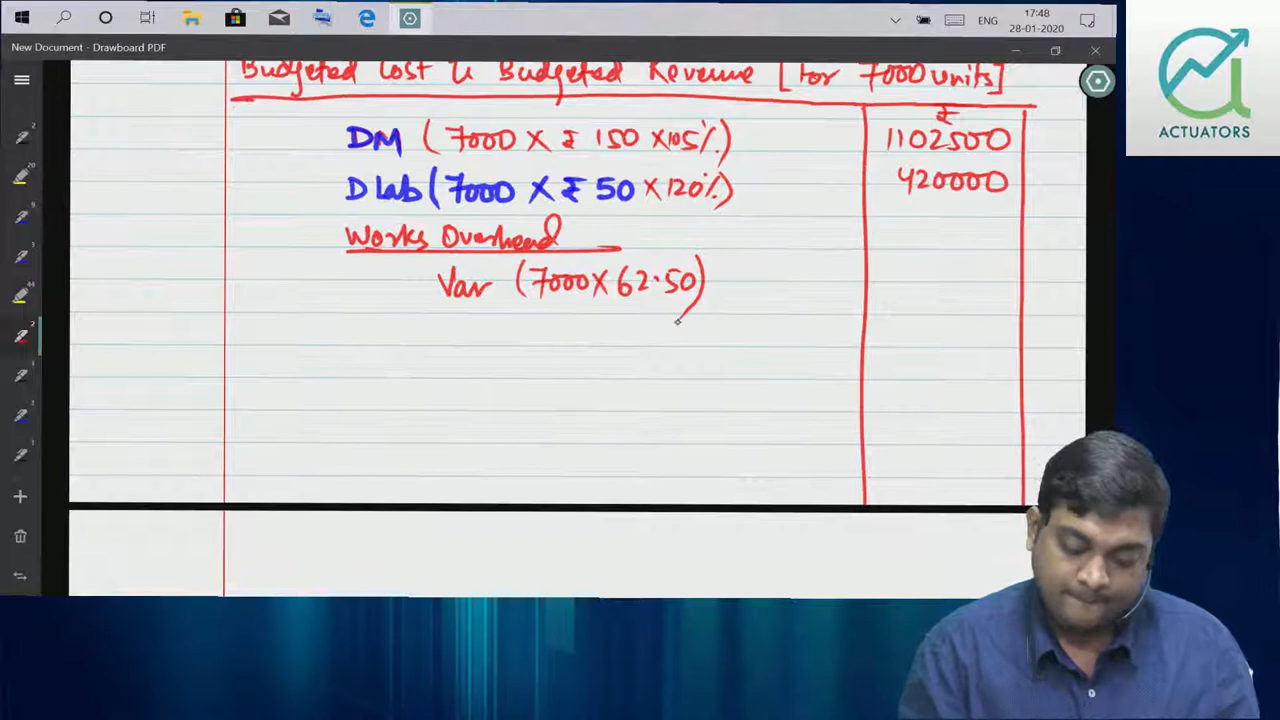 17:48
ENG
28-01-2020
New Document - Drawboard PDF
ACTUATORS
Budgeted Cost & Budgeted Revenue [for 7000 units]
₹
DM (7000 X ₹ 150 X 105%) 1102500
D Lab (7000 X ₹ 50 X 120%) 420000
Works Overhead
Var (7000 X 62.50)